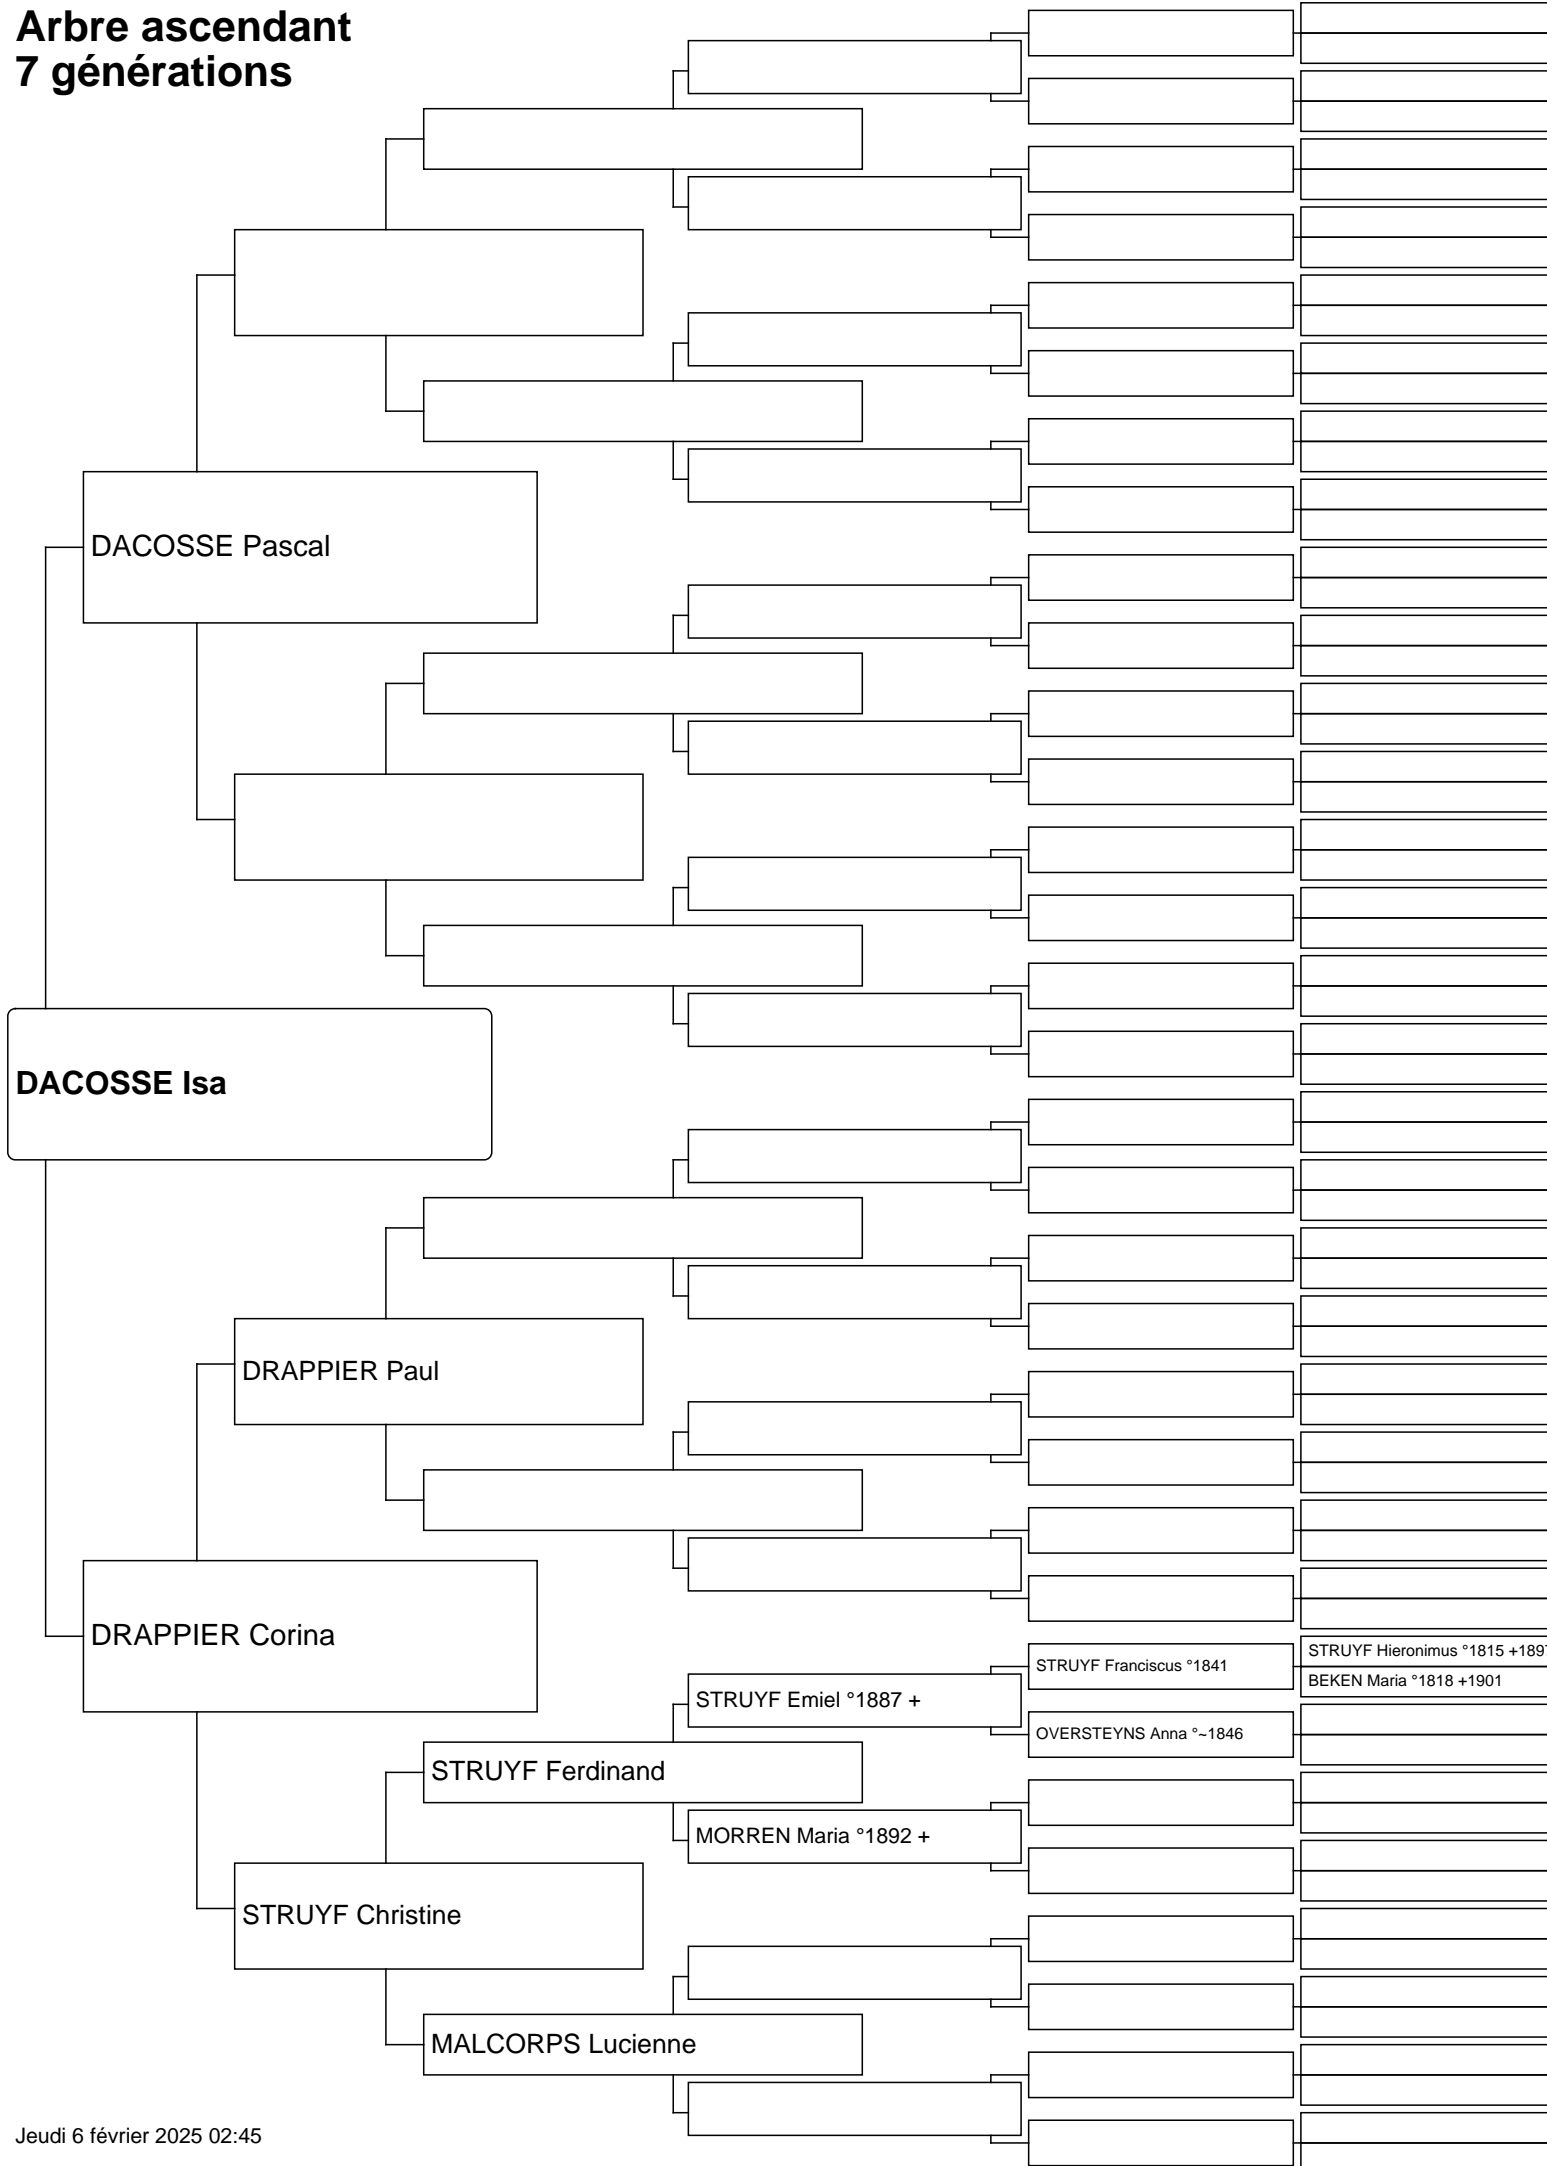 Arbre ascendant
7 générations
DACOSSE Pascal
DACOSSE Isa
DRAPPIER Paul
DRAPPIER Corina
STRUYF Hieronimus °1815 +1897
STRUYF Franciscus °1841
BEKEN Maria °1818 +1901
STRUYF Emiel °1887 +
OVERSTEYNS Anna °~1846
STRUYF Ferdinand
MORREN Maria °1892 +
STRUYF Christine
MALCORPS Lucienne
Jeudi 6 février 2025 02:45